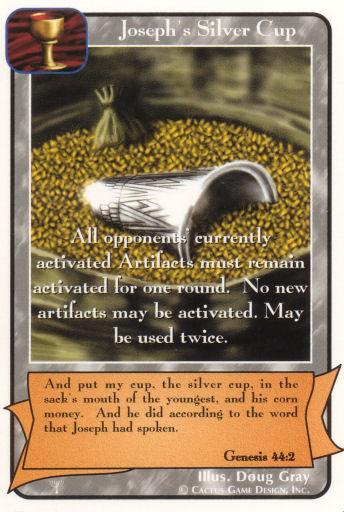 Joseph's Silver Cup
All opponents' currently
activated Artifacts must remain
activated for one round. No new
artifacts may be activated. May
be used twice.
And put my cup, the silver cup, in the
sack's mouth of the youngest, and his corn
money. And he did according to the word
that Joseph had spoken.
Genesis 44:2
Illus. Doug Gray
© Cactus Game Design, Inc.